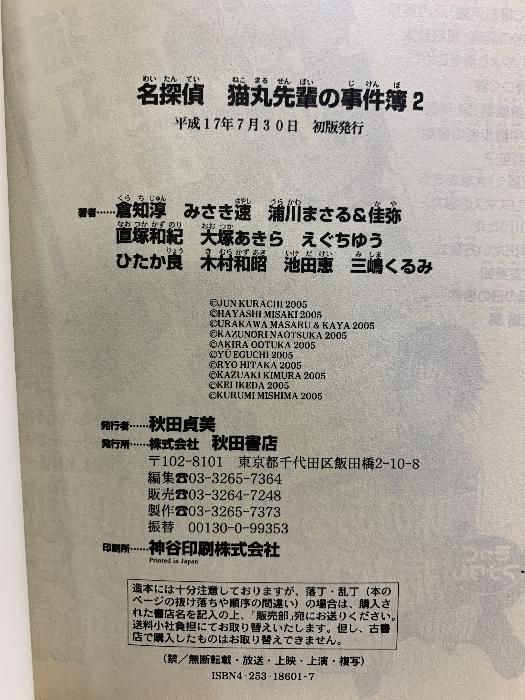 めいたんてい　ねこまるせんぱい　じけんぼ
名探偵　猫丸先輩の事件簿2
平成17年7月30日　初版発行
くらちじゅん　はやし　うらかわ　かや
著者……倉知淳　みさき速　浦川まさる&佳弥
なおつかかずのり　おおつか
直塚和紀　大塚あきら　えぐちゆう
りょう　きむらかずあき　いけだけい　みしま
ひたか良　木村和昭　池田恵　三嶋くるみ
©JUN KURACHI 2005
©HAYASHI MISAKI 2005
©URAKAWA MASARU & KAYA 2005
©KAZUNORI NAOTSUKA 2005
©AKIRA OOTUKA 2005
©YŪ EGUCHI 2005
©RYO HITAKA 2005
©KAZUAKI KIMURA 2005
©KEI IKEDA 2005
©KURUMI MISHIMA 2005
発行者……秋田貞美
発行所……株式会社　秋田書店
〒102-8101　東京都千代田区飯田橋2-10-8
編集☎03-3265-7364
販売☎03-3264-7248
製作☎03-3265-7373
振替　00130-0-99353
印刷所……神谷印刷株式会社
Printed in Japan
造本には十分注意しておりますが、落丁・乱丁（本の
ページの抜け落ちや順序の間違い）の場合は、購入さ
れた書店名を記入の上、「販売部」宛にお送りください。
送料小社負担にてお取り替えいたします。但し、古書
店で購入したものはお取り替えできません。
（禁／無断転載・放送・上映・上演・複写）
ISBN4-253-18601-7